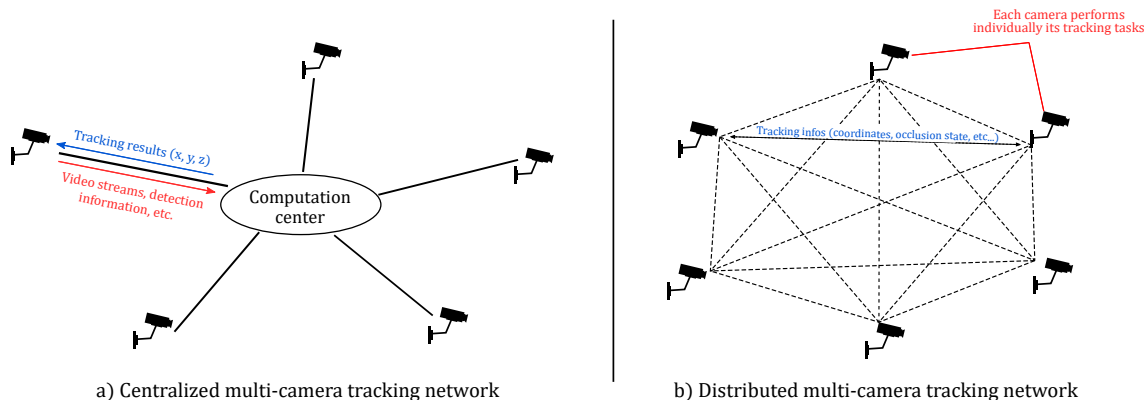 Tracking results (x, y, z)
Video streams, detection
information, etc.
Computation
center
a) Centralized multi-camera tracking network
Each camera performs
individually its tracking tasks
Tracking infos (coordinates, occlusion state, etc...)
b) Distributed multi-camera tracking network